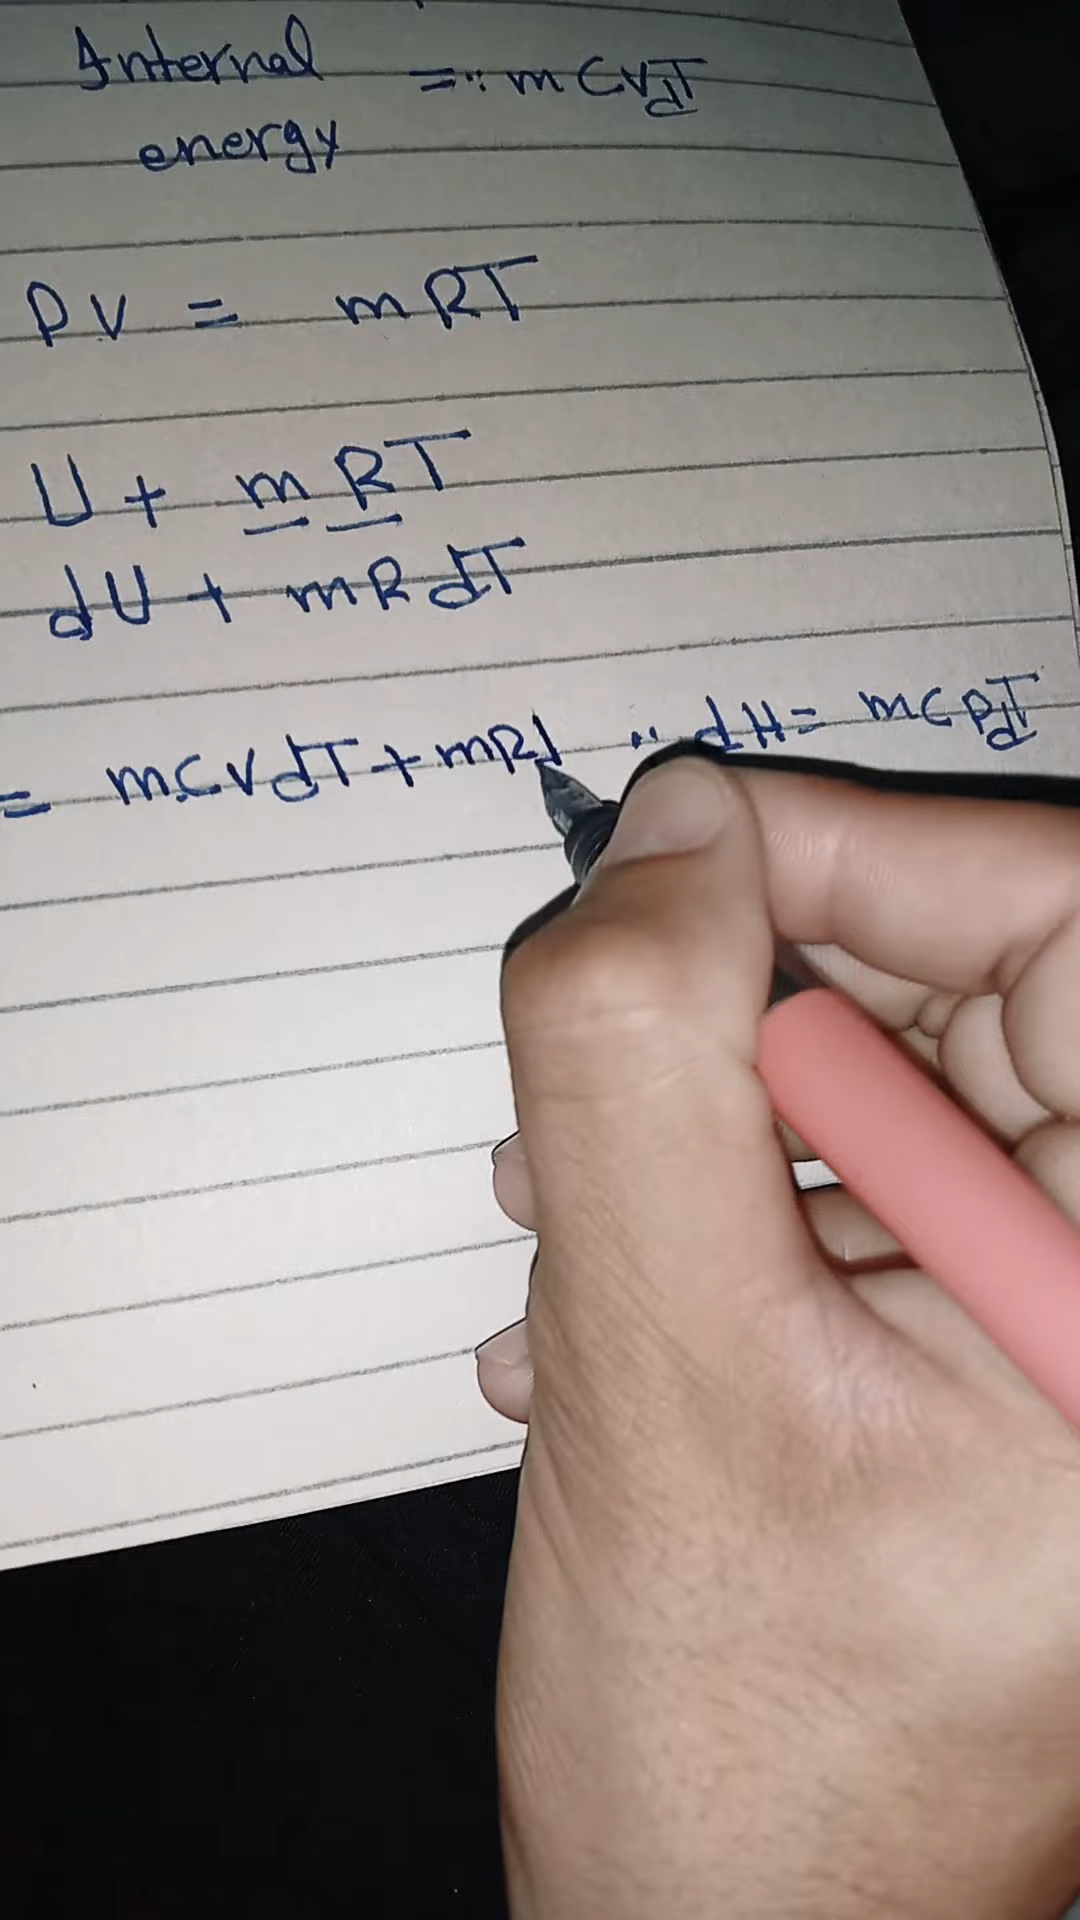 Internal = ∵ mCvdT
energy
PV = mRT
U + mRT
dU + mRdT
= mCvdT + mRd ∵ dH = mCpdT